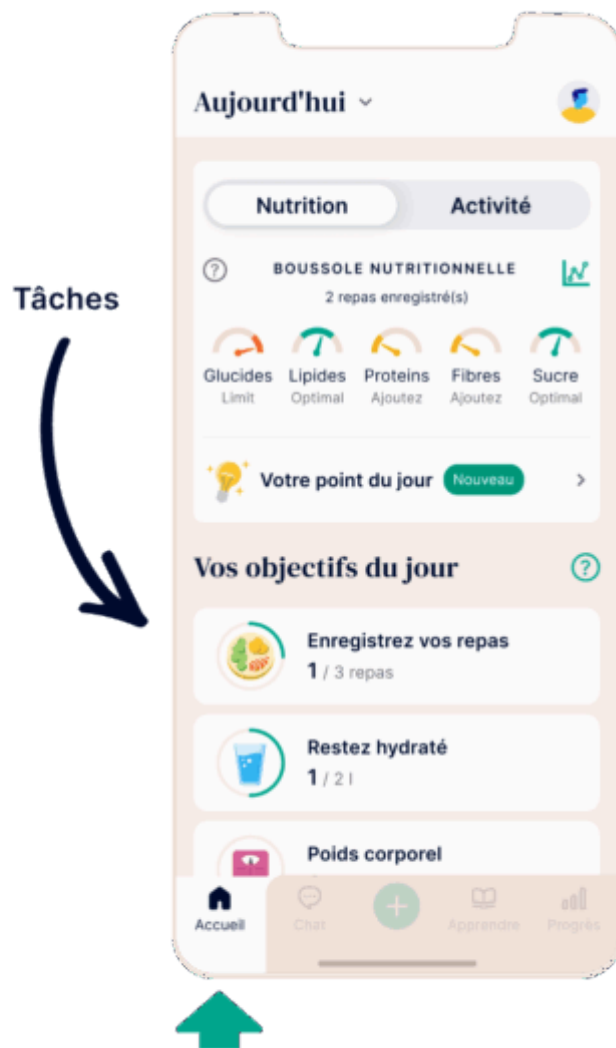 Aujourd'hui
Nutrition Activité
BOUSSOLE NUTRITIONNELLE
2 repas enregistré(s)
Tâches
Glucides Lipides Proteins Fibres Sucre
Limit Optimal Ajoutez Ajoutez Optimal
Votre point du jour Nouveau
Vos objectifs du jour
Enregistrez vos repas
1 / 3 repas
Restez hydraté
1 / 2 l
Poids corporel
Accueil Chat Apprendre Progrès